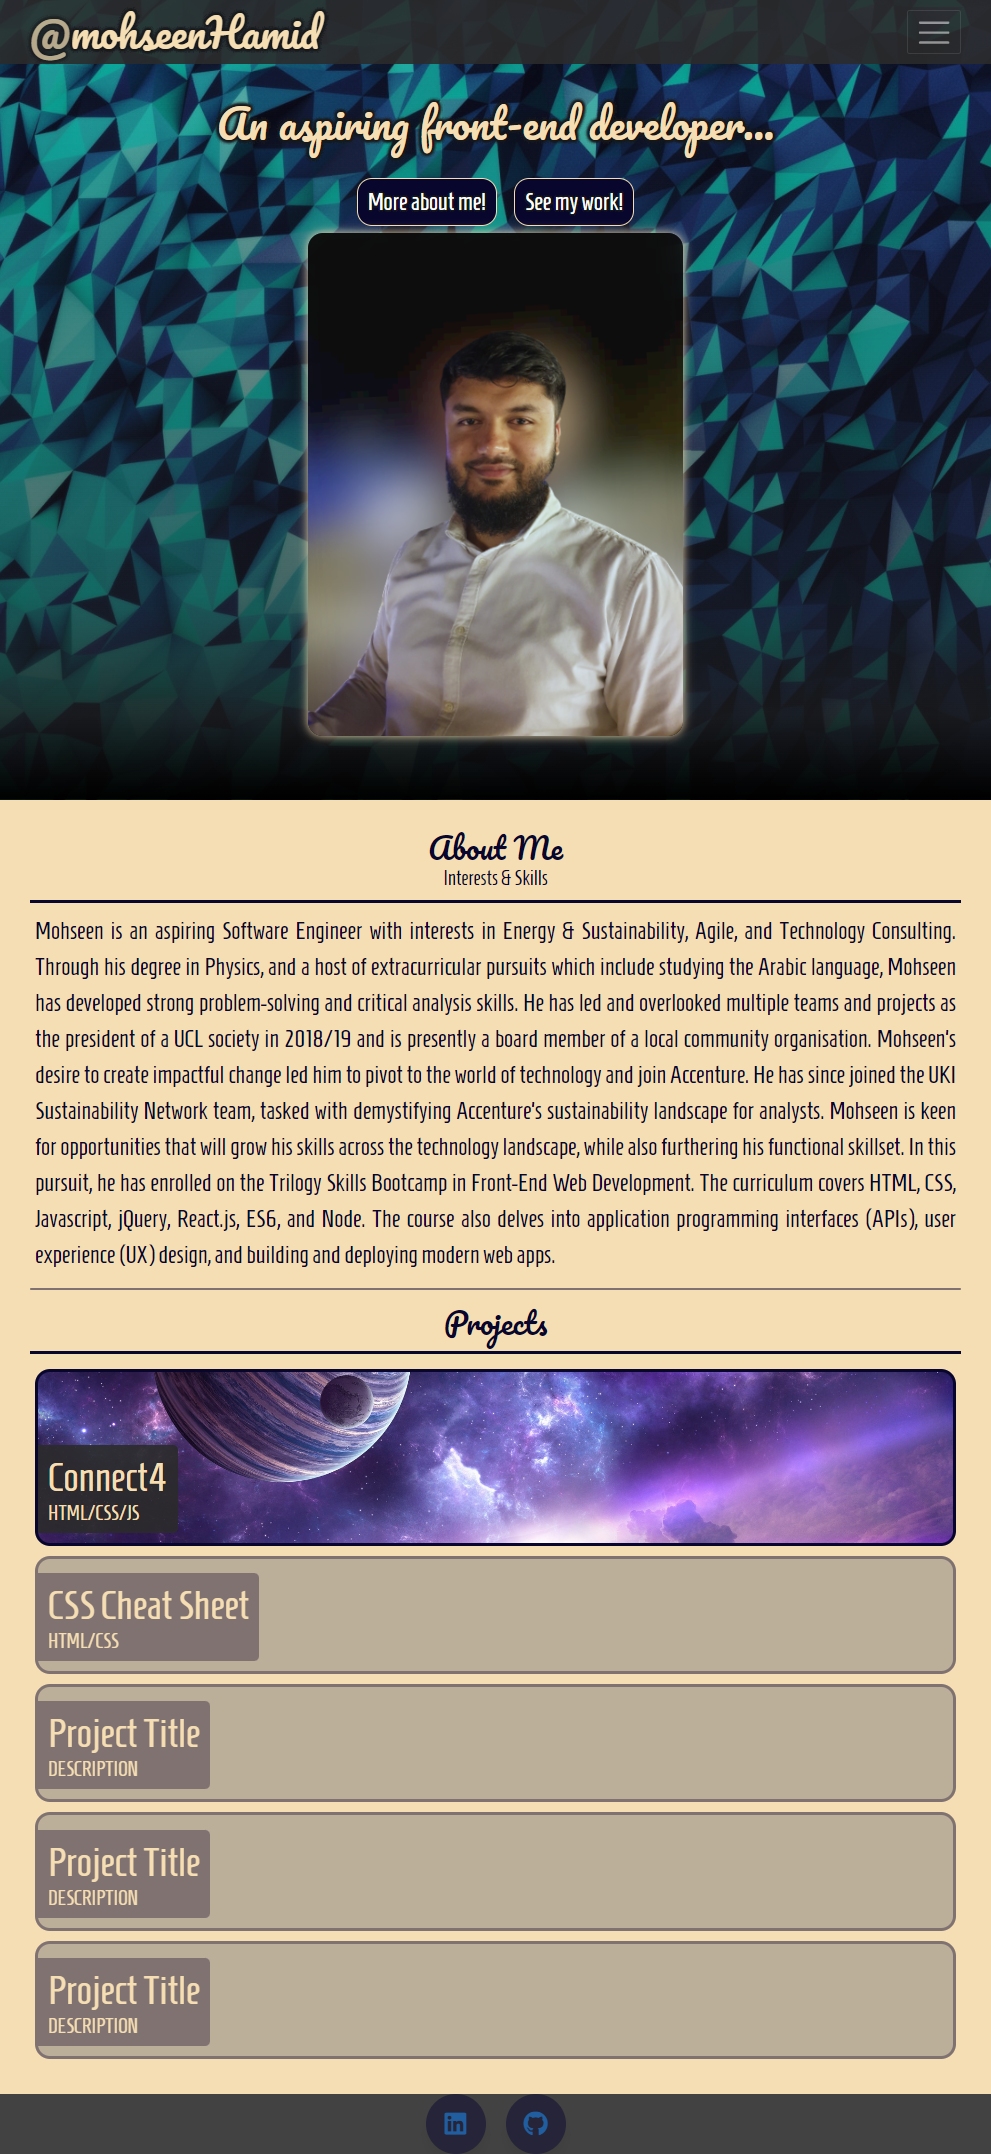 @mohseenHamid
An aspiring front-end developer...
More about me! See my work!
About Me
Interests & Skills
Mohseen is an aspiring Software Engineer with interests in Energy & Sustainability, Agile, and Technology Consulting.
Through his degree in Physics, and a host of extracurricular pursuits which include studying the Arabic language, Mohseen
has developed strong problem-solving and critical analysis skills. He has led and overlooked multiple teams and projects as
the president of a UCL society in 2018/19 and is presently a board member of a local community organisation. Mohseen's
desire to create impactful change led him to pivot to the world of technology and join Accenture. He has since joined the UKI
Sustainability Network team, tasked with demystifying Accenture's sustainability landscape for analysts. Mohseen is keen
for opportunities that will grow his skills across the technology landscape, while also furthering his functional skillset. In this
pursuit, he has enrolled on the Trilogy Skills Bootcamp in Front-End Web Development. The curriculum covers HTML, CSS,
Javascript, jQuery, React.js, ES6, and Node. The course also delves into application programming interfaces (APIs), user
experience (UX) design, and building and deploying modern web apps.
Projects
Connect4
HTML/CSS/JS
CSS Cheat Sheet
HTML/CSS
Project Title
DESCRIPTION
Project Title
DESCRIPTION
Project Title
DESCRIPTION
in